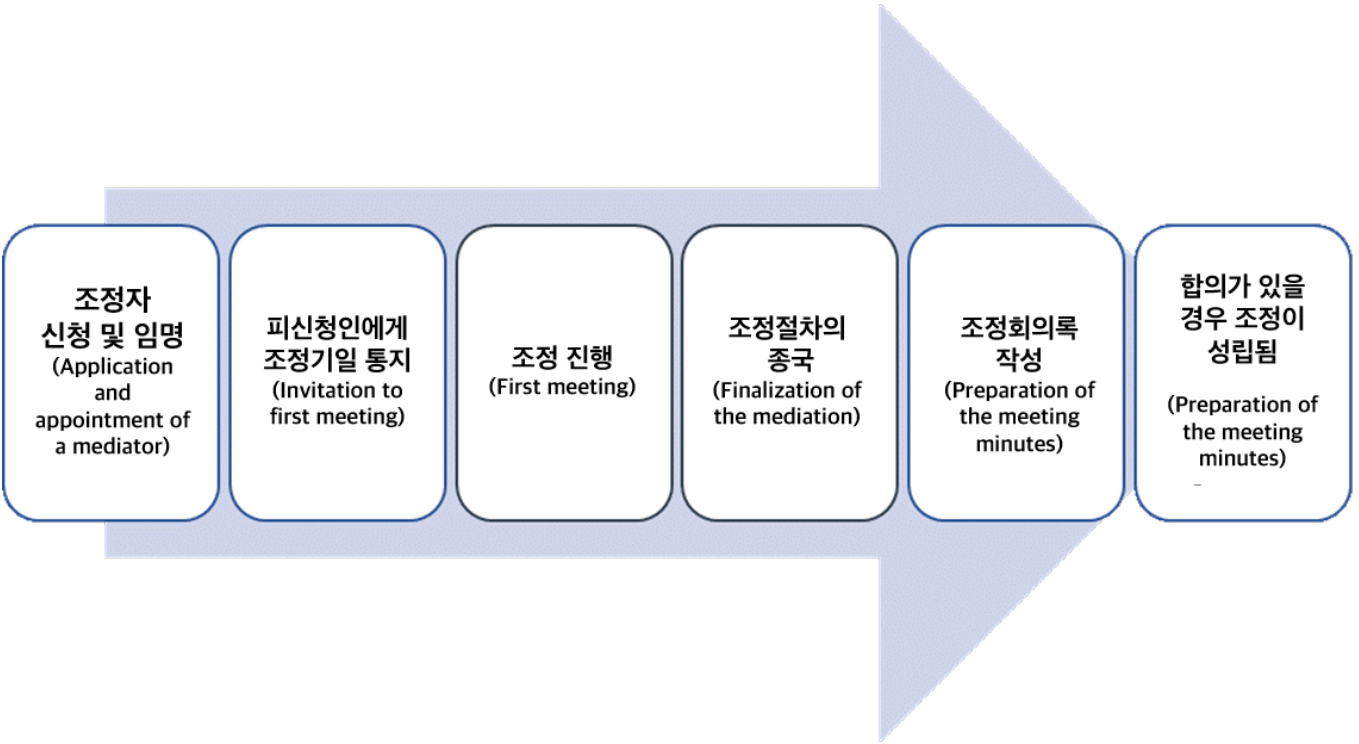 조정자
신청 및 임명
(Application
and
appointment of
a mediator)
피신청인에게
조정기일 통지
(Invitation to
first meeting)
조정 진행
(First meeting)
조정절차의
종국
(Finalization of
the mediation)
조정회의록
작성
(Preparation of
the meeting
minutes)
합의가 있을
경우 조정이
성립됨
(Preparation of
the meeting
minutes)